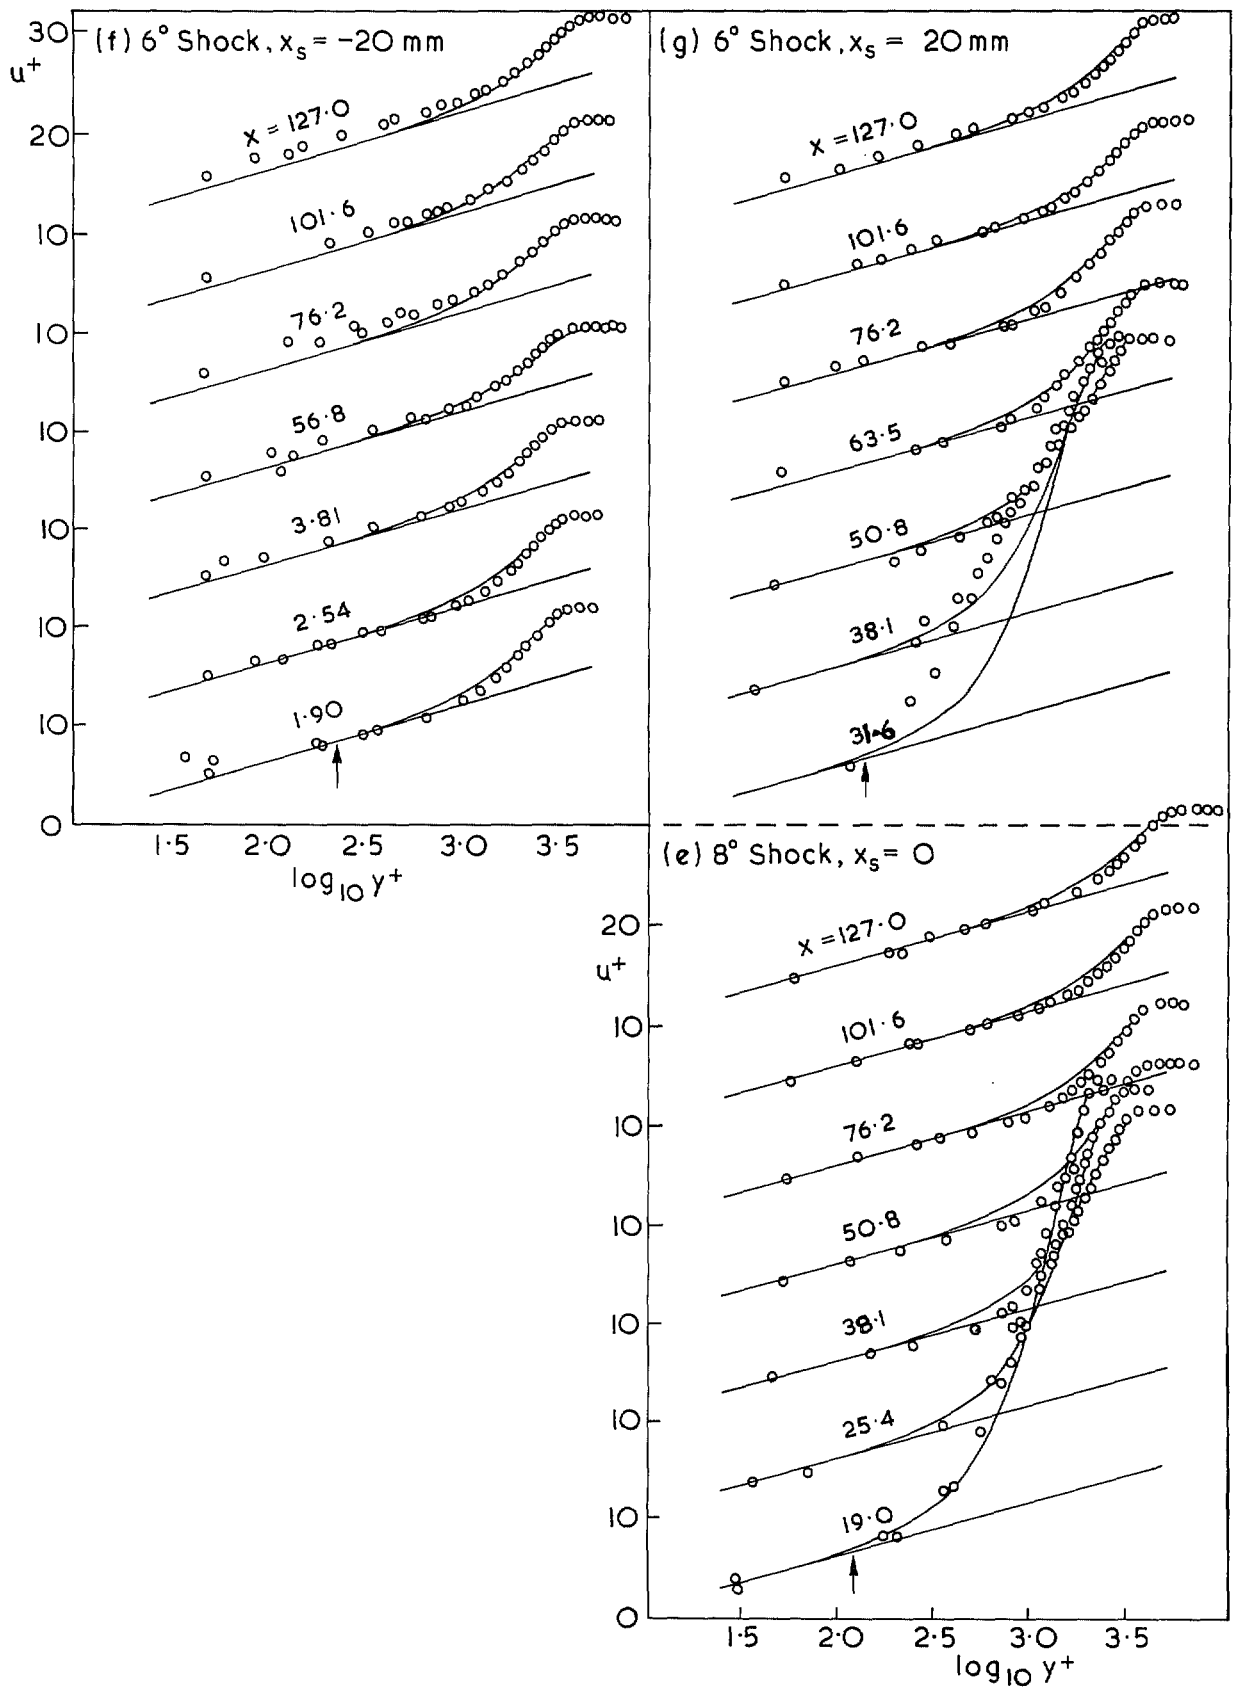 (f) 6° Shock, xs = -20 mm
30
u+
x = 127·0
20
101·6
10
76·2
10
56·8
10
3·81
10
2·54
10
1·90
10
0
1·5 2·0 2·5 3·0 3·5
log10 y+
(g) 6° Shock, xs = 20mm
x = 127·0
101·6
76·2
63·5
50·8
38·1
31·6
(e) 8° Shock, xs = 0
20
u+
x = 127·0
101·6
10
76·2
10
50·8
10
38·1
10
25·4
10
19·0
10
0
1·5 2·0 2·5 3·0 3·5
log10 y+